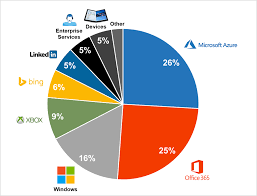 Devices
Other
Enterprise
Services
LinkedIn
5%
5%
5%
3%
Microsoft Azure
26%
bing
6%
XBOX
9%
16%
25%
Office 365
Windows